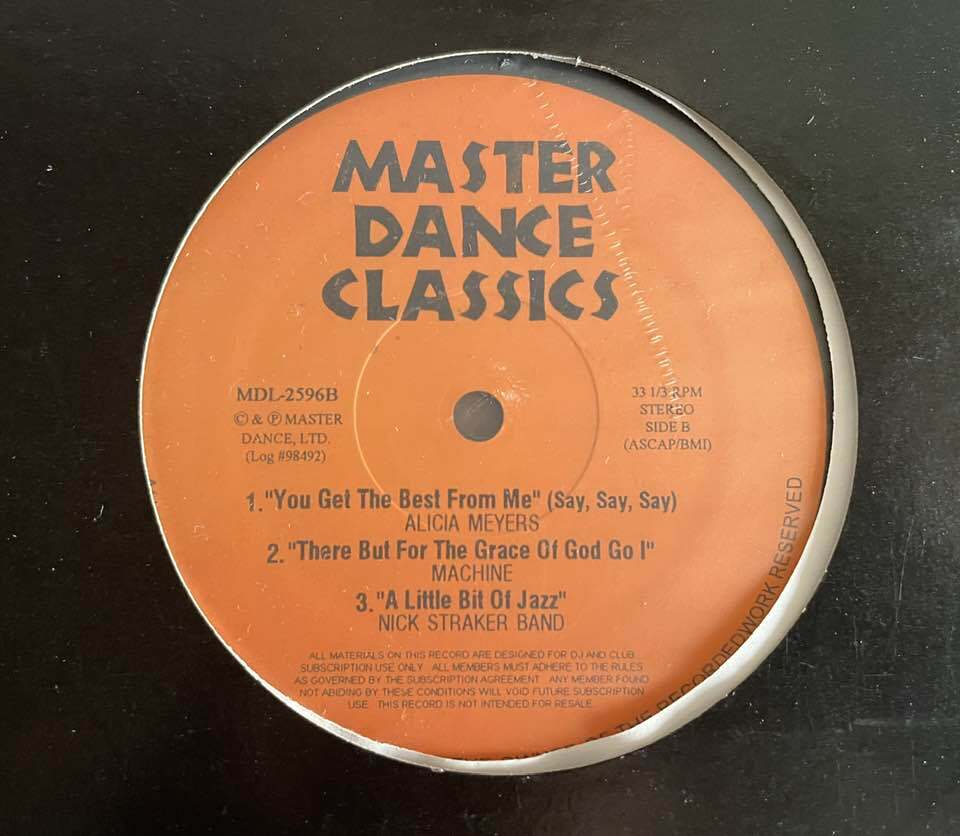 MASTER
DANCE
CLASSICS
MDL-2596B
© & ℗ MASTER
DANCE, LTD.
(Log #98492)
33 1/3 RPM
STEREO
SIDE B
(ASCAP/BMI)
1. "You Get The Best From Me" (Say, Say, Say)
ALICIA MEYERS
2. "There But For The Grace Of God Go I"
MACHINE
3. "A Little Bit Of Jazz"
NICK STRAKER BAND
ALL MATERIALS ON THIS RECORD ARE DESIGNED FOR DJ AND CLUB
SUBSCRIPTION USE ONLY ALL MEMBERS MUST ADHERE TO THE RULES
AS GOVERNED BY THE SUBSCRIPTION AGREEMENT ANY MEMBER FOUND
NOT ABIDING BY THESE CONDITIONS WILL VOID FUTURE SUBSCRIPTION
USE THIS RECORD IS NOT INTENDED FOR RESALE.
THE RECORDEDWORK RESERVED